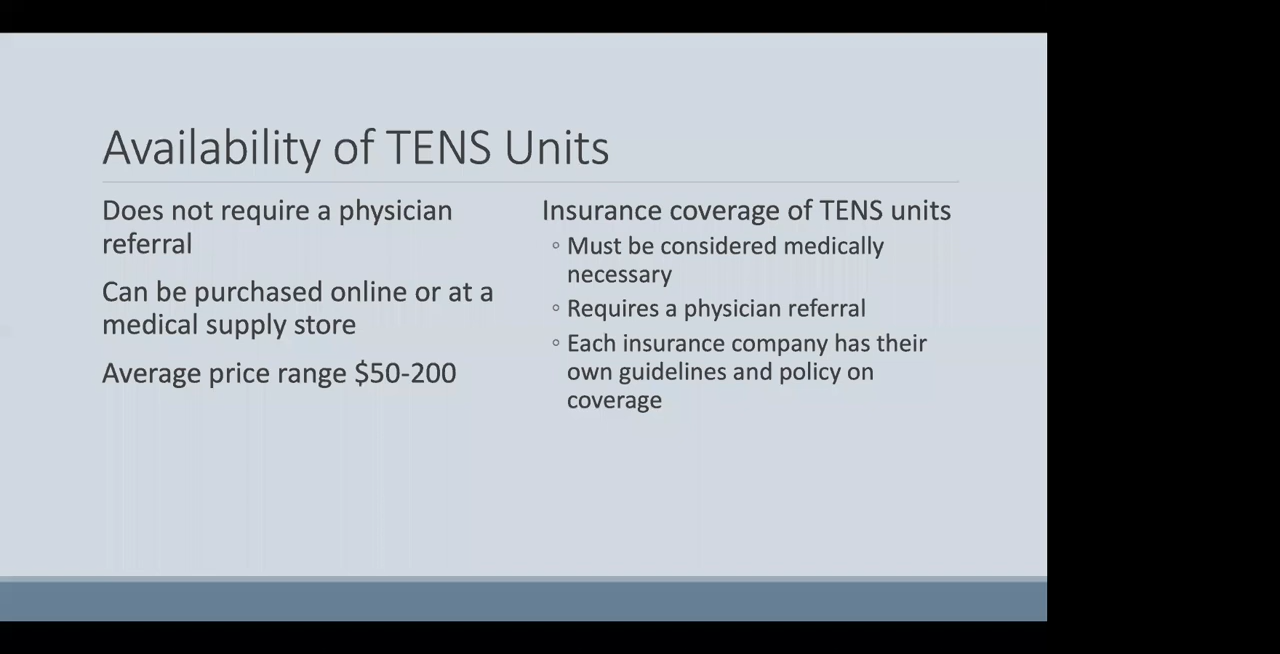 Availability of TENS Units
Does not require a physician
referral
Can be purchased online or at a
medical supply store
Average price range $50-200
Insurance coverage of TENS units
◦ Must be considered medically
necessary
◦ Requires a physician referral
◦ Each insurance company has their
own guidelines and policy on
coverage